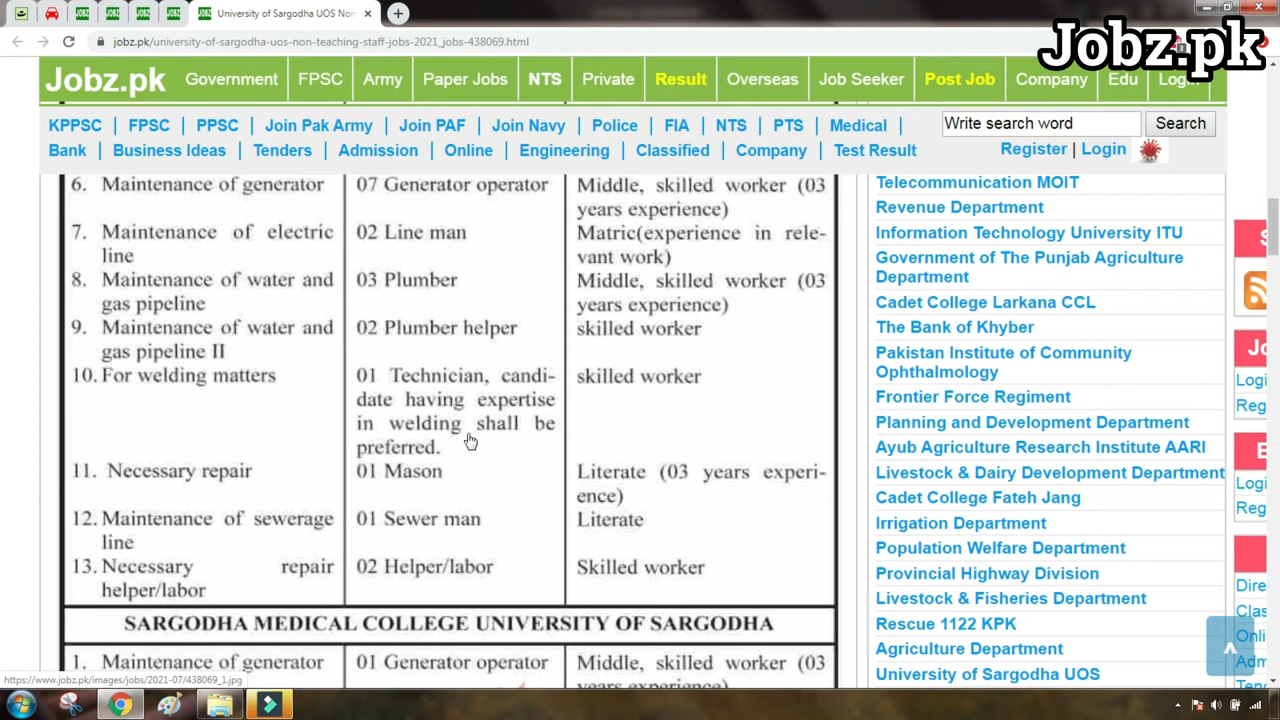 University of Sargodha UOS Non
jobz.pk/university-of-sargodha-uos-non-teaching-staff-jobs-2021_jobs-438069.html
Jobz.pk
Jobz.pk Government FPSC Army Paper Jobs NTS Private Result Overseas Job Seeker Post Job Company Edu Login
KPPSC | FPSC | PPSC | Join Pak Army | Join PAF | Join Navy | Police | FIA | NTS | PTS | Medical |
Bank | Business Ideas | Tenders | Admission | Online | Engineering | Classified | Company | Test Result
Write search word Search
Register | Login
6. Maintenance of generator 07 Generator operator Middle, skilled worker (03
years experience)
7. Maintenance of electric 02 Line man Matric(experience in rele-
line vant work)
8. Maintenance of water and 03 Plumber Middle, skilled worker (03
gas pipeline years experience)
9. Maintenance of water and 02 Plumber helper skilled worker
gas pipeline II
10. For welding matters 01 Technician, candi- skilled worker
date having expertise
in welding shall be
preferred.
11. Necessary repair 01 Mason Literate (03 years experi-
ence)
12. Maintenance of sewerage 01 Sewer man Literate
line
13. Necessary repair 02 Helper/labor Skilled worker
helper/labor
SARGODHA MEDICAL COLLEGE UNIVERSITY OF SARGODHA
1. Maintenance of generator 01 Generator operator Middle, skilled worker (03
years experience)
Telecommunication MOIT
Revenue Department
Information Technology University ITU
Government of The Punjab Agriculture
Department
Cadet College Larkana CCL
The Bank of Khyber
Pakistan Institute of Community
Ophthalmology
Frontier Force Regiment
Planning and Development Department
Ayub Agriculture Research Institute AARI
Livestock & Dairy Development Department
Cadet College Fateh Jang
Irrigation Department
Population Welfare Department
Provincial Highway Division
Livestock & Fisheries Department
Rescue 1122 KPK
Agriculture Department
University of Sargodha UOS
S
Jo
Logi
Reg
E
Logi
Reg
Dire
Clas
Onli
Adm
https://www.jobz.pk/images/jobs/2021-07/438069_1.jpg